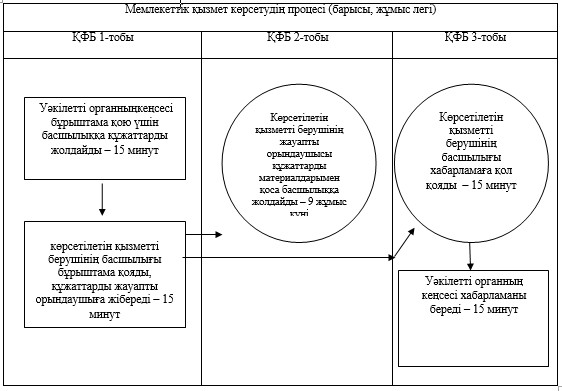 Мемлекеттік қызмет көрсетудің процесі (барысы, жұмыс легі)
ҚФБ 1-тобы
ҚФБ 2-тобы
ҚФБ 3-тобы
Уәкілетті органныңкеңсесі
бұрыштама қою үшін
басшылыққа құжаттарды
жолдайды – 15 минут
көрсетілетін қызметті
берушінің басшылығы
бұрыштама қояды,
құжаттарды жауапты
орындаушыға жібереді – 15
минут
Көрсетілетін
қызметті берушінің
жауапты
орындаушысы
құжаттарды
материалдарымен
қоса басшылыққа
жолдайды – 9 жұмыс
күні
Көрсетілетін
қызметті
берушінің
басшылығы
хабарламаға қол
қояды – 15 минут
Уәкілетті органның
кеңсесі хабарламаны
береді – 15 минут